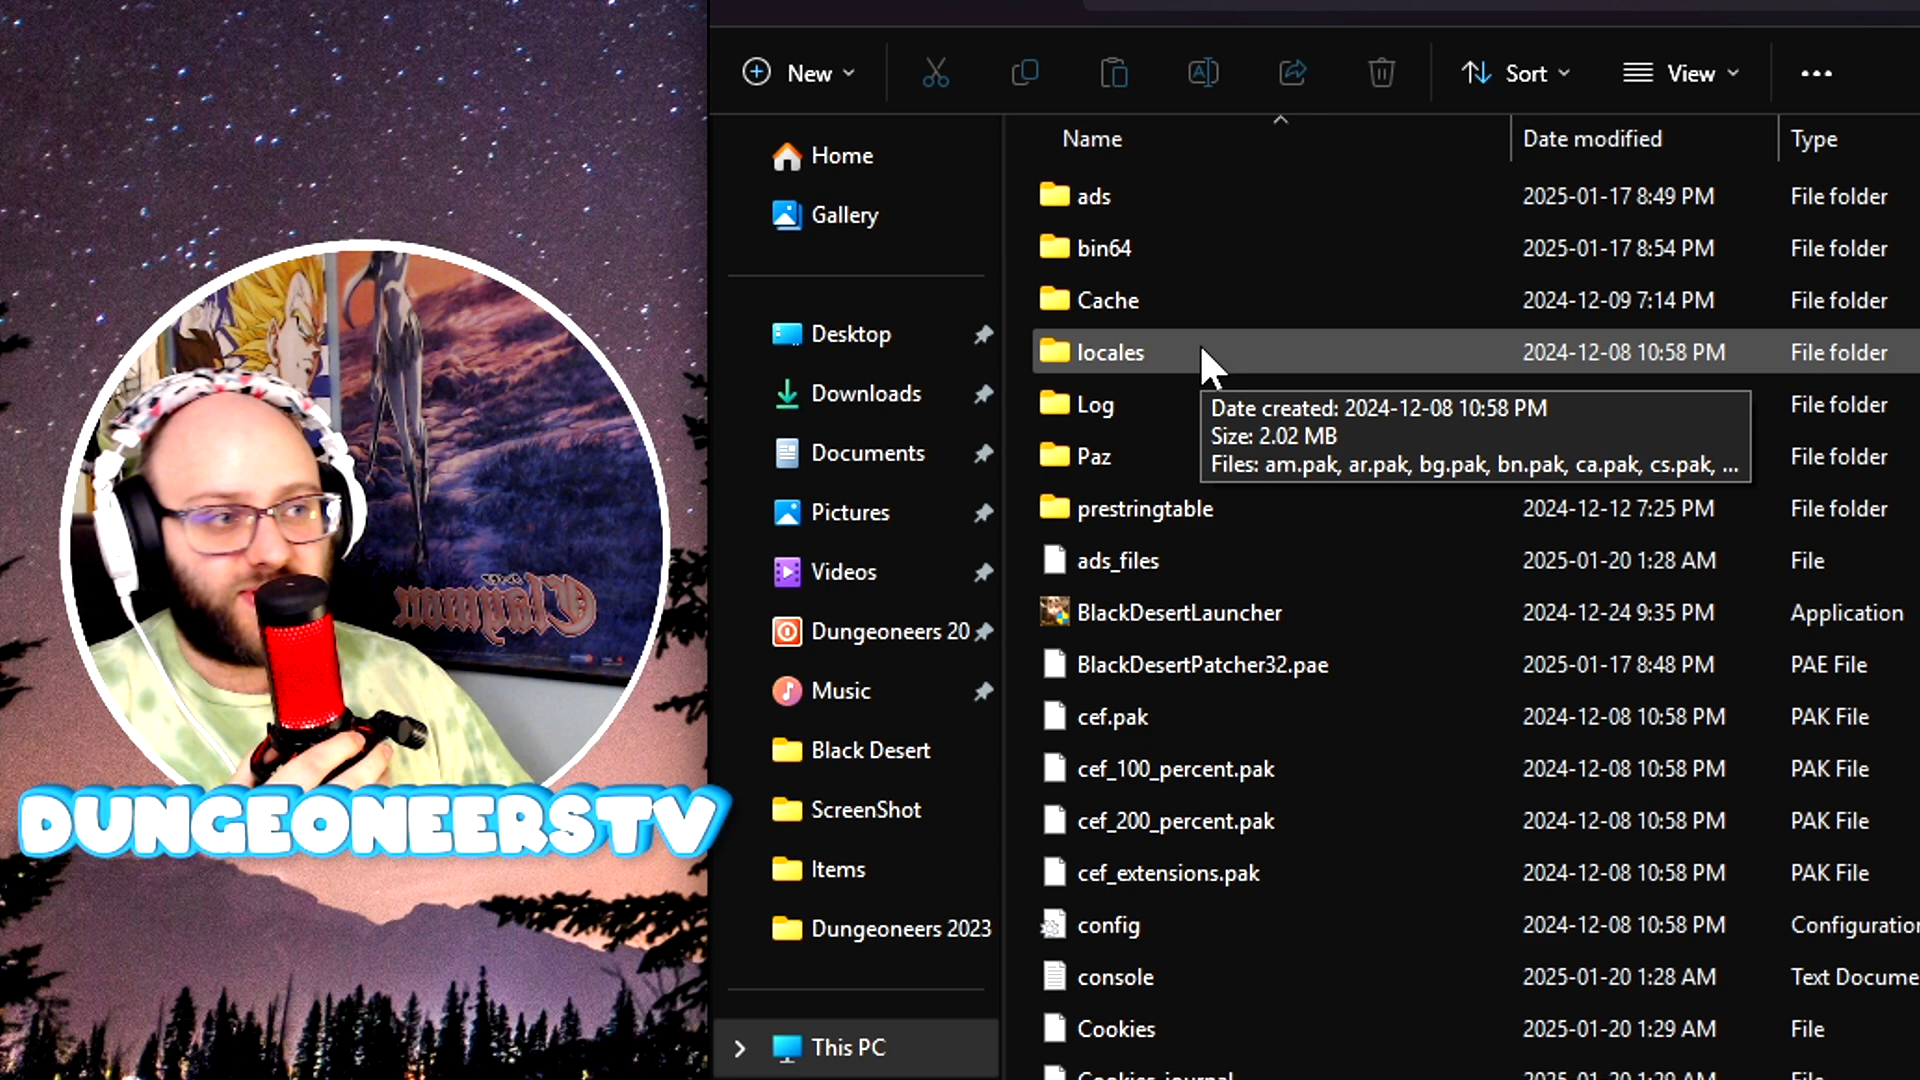 New
Sort
View
Name
Date modified
Type
Home
Gallery
Desktop
Downloads
Documents
Pictures
Videos
Dungeoneers 20
Music
Black Desert
ScreenShot
Items
Dungeoneers 2023
This PC
ads 2025-01-17 8:49 PM File folder
bin64 2025-01-17 8:54 PM File folder
Cache 2024-12-09 7:14 PM File folder
locales 2024-12-08 10:58 PM File folder
Log File folder
Date created: 2024-12-08 10:58 PM
Size: 2.02 MB
Files: am.pak, ar.pak, bg.pak, bn.pak, ca.pak, cs.pak, ...
Paz File folder
prestringtable 2024-12-12 7:25 PM File folder
ads_files 2025-01-20 1:28 AM File
BlackDesertLauncher 2024-12-24 9:35 PM Application
BlackDesertPatcher32.pae 2025-01-17 8:48 PM PAE File
cef.pak 2024-12-08 10:58 PM PAK File
cef_100_percent.pak 2024-12-08 10:58 PM PAK File
cef_200_percent.pak 2024-12-08 10:58 PM PAK File
cef_extensions.pak 2024-12-08 10:58 PM PAK File
config 2024-12-08 10:58 PM Configuration
console 2025-01-20 1:28 AM Text Docume
Cookies 2025-01-20 1:29 AM File
Cookies_journal 2025-01-20 1:29 AM File
Claymore
DUNGEONEERSTV